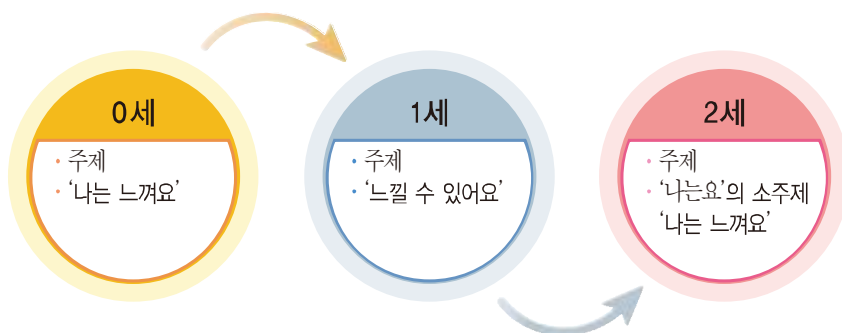 0세
· 주제
· ‘나는 느껴요’
1세
· 주제
· ‘느낄 수 있어요’
2세
· 주제
· ‘나는요’의 소주제
‘나는 느껴요’